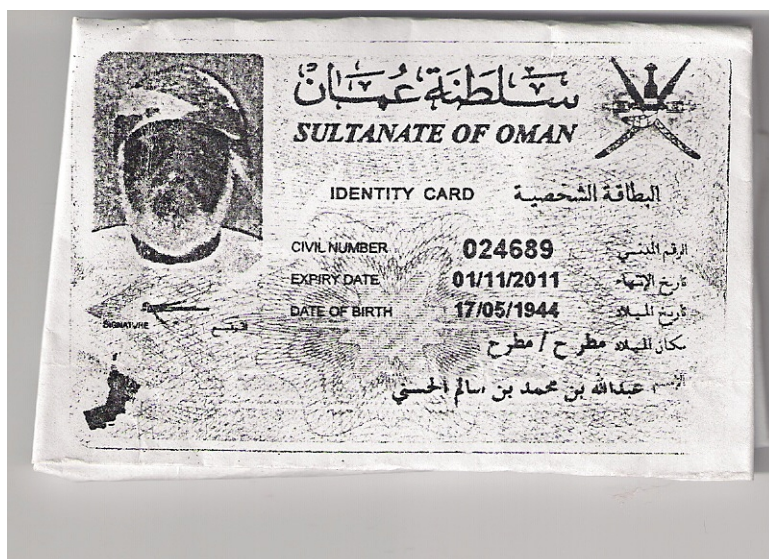 سلطنة عمان
SULTANATE OF OMAN
IDENTITY CARD البطاقة الشخصية
CIVIL NUMBER 024689 الرقم المدني
EXPIRY DATE 01/11/2011 تاريخ الإنتهاء
DATE OF BIRTH 17/05/1944 تاريخ الميلاد
مكان الميلاد مطرح / مطرح
SIGNATURE التوقيع
الإسم عبدالله بن محمد بن سالم الحسني